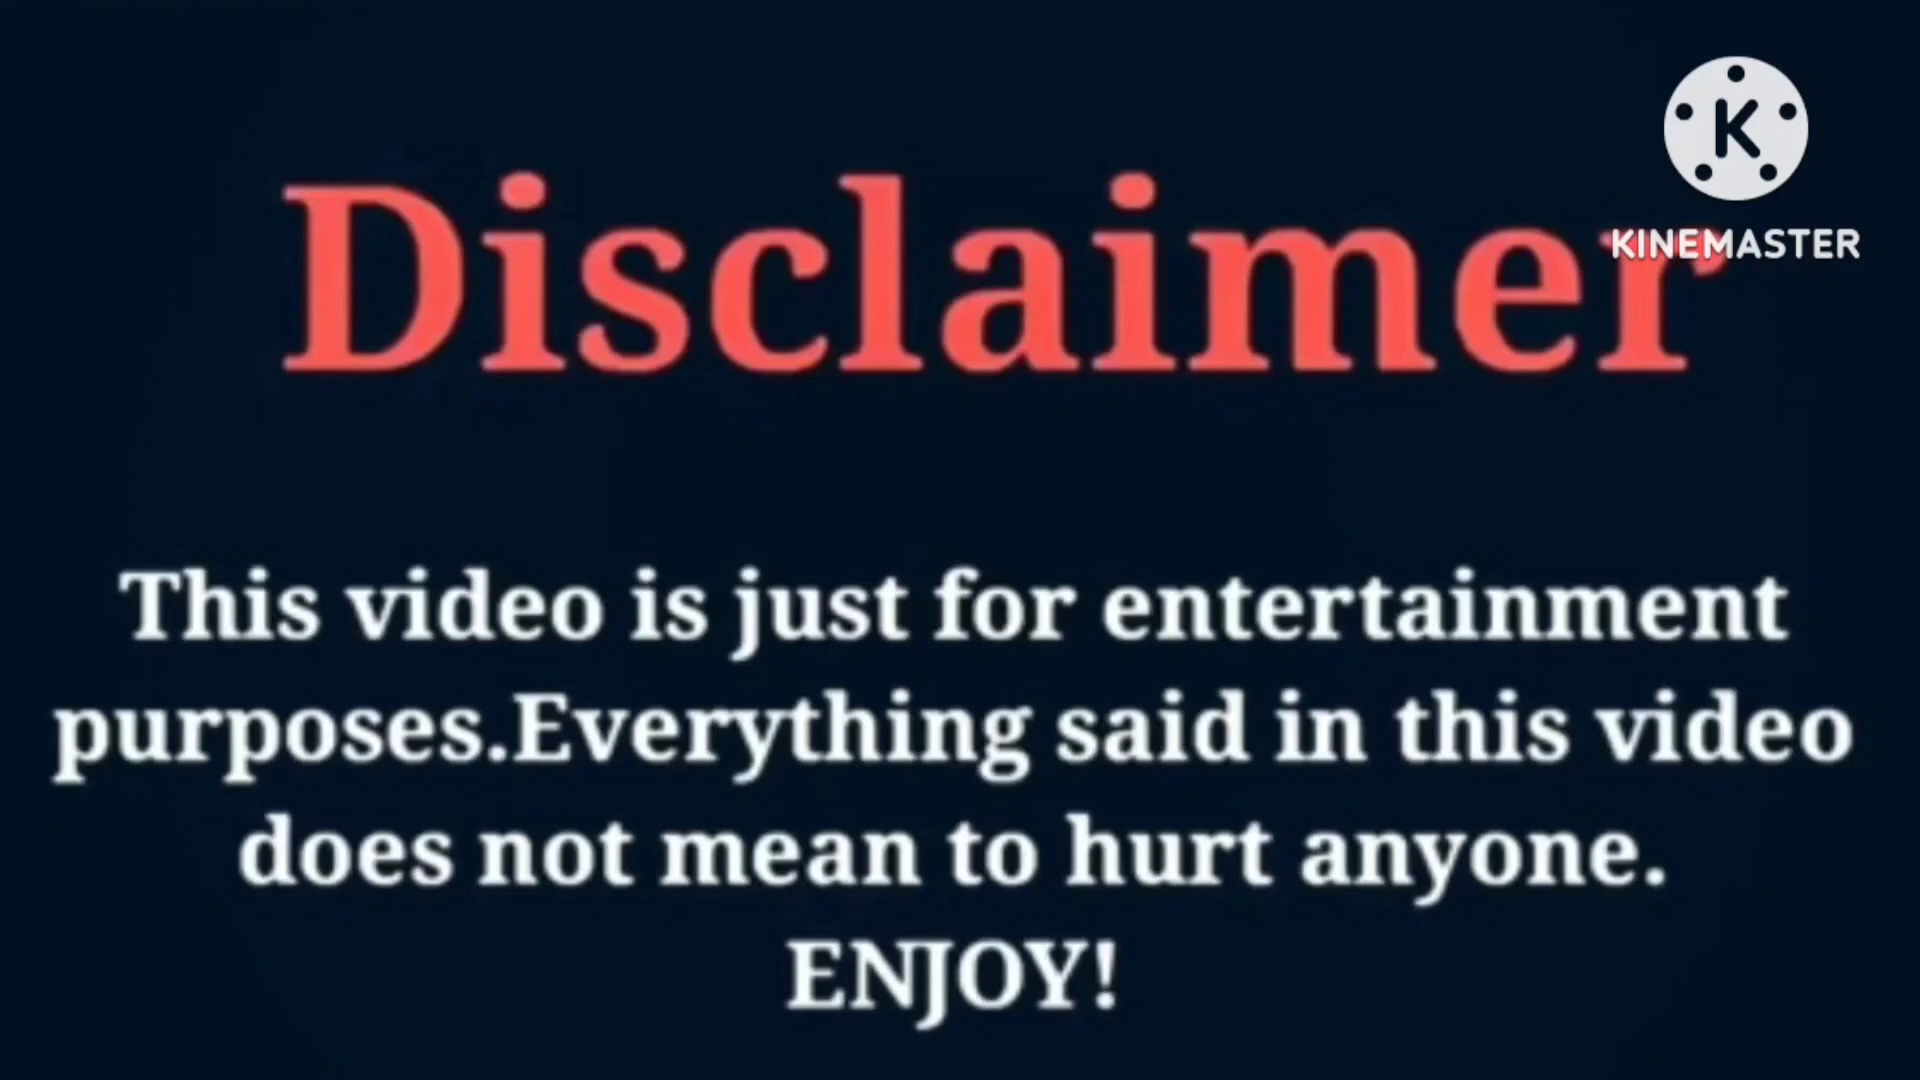 K
KINEMASTER
Disclaimer
This video is just for entertainment
purposes.Everything said in this video
does not mean to hurt anyone.
ENJOY!